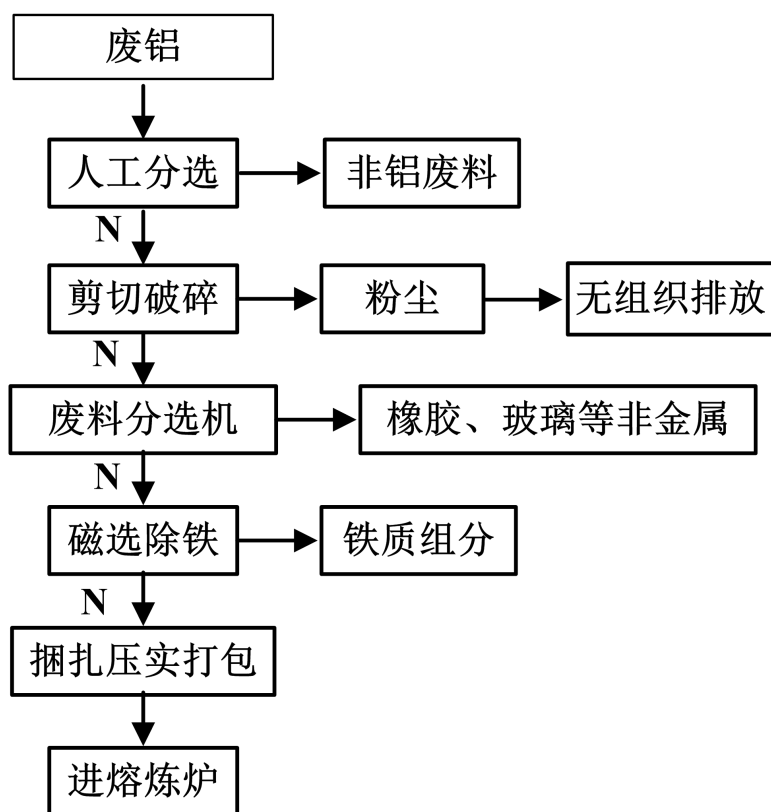 废铝
人工分选
非铝废料
N
剪切破碎
粉尘
无组织排放
N
废料分选机
橡胶、玻璃等非金属
N
磁选除铁
铁质组分
N
捆扎压实打包
进熔炼炉